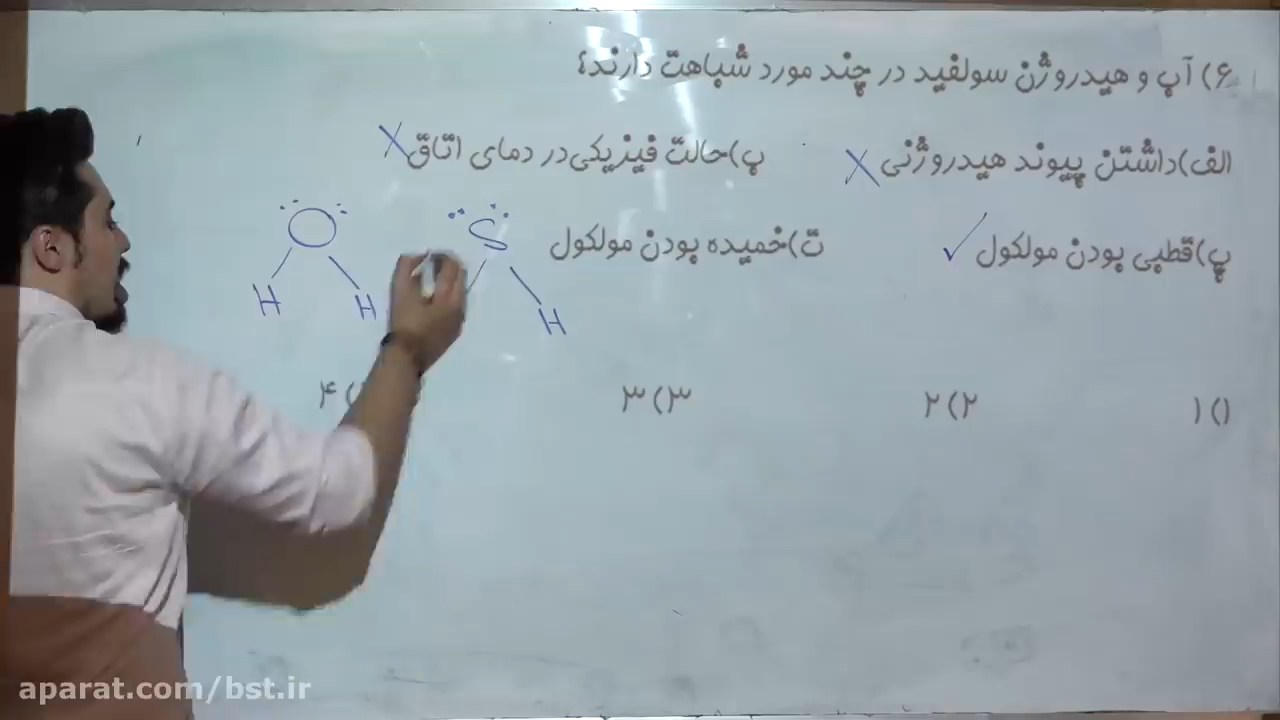 ۶) آب و هیدروژن سولفید در چند مورد شباهت دارند؟
الف)داشتن پیوند هیدروژنی X ب)حالت فیزیکی در دمای اتاق X
پ)قطبی بودن مولکول ✓ ت)خمیده بودن مولکول
O S
H H H
۱) ۱ ۲) ۲ ۳) ۳ ) ۴
aparat.com/bst.ir